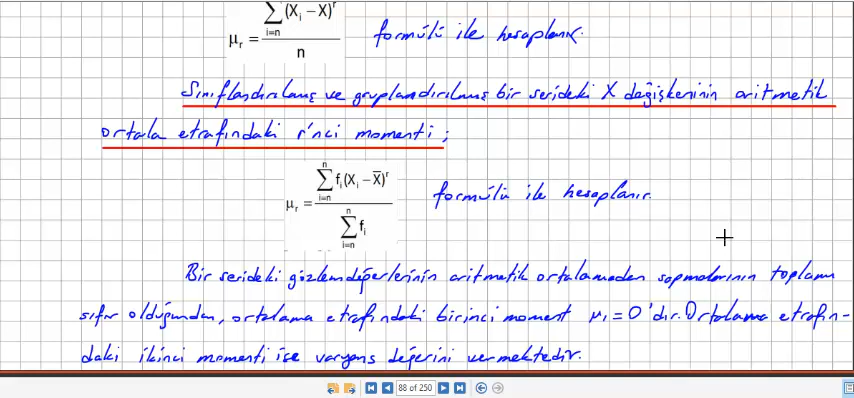 μr = ∑i=n (Xi − X)^r / n formülü ile hesaplanır.
Sınıflandırılmış ve gruplandırılmış bir serideki X değişkeninin aritmetik
ortala etrafındaki r'nci momenti;
μr = ∑i=n^n fi(Xi − X̅)^r / ∑i=n^n fi formülü ile hesaplanır.
Bir serideki gözlem değerlerinin aritmetik ortalamadan sapmalarının toplamı
sıfır olduğundan, ortalama etrafındaki birinci moment μ1=0'dır. Ortalama etrafın-
daki ikinci momenti ise varyans değerini vermektedir.
88 of 250